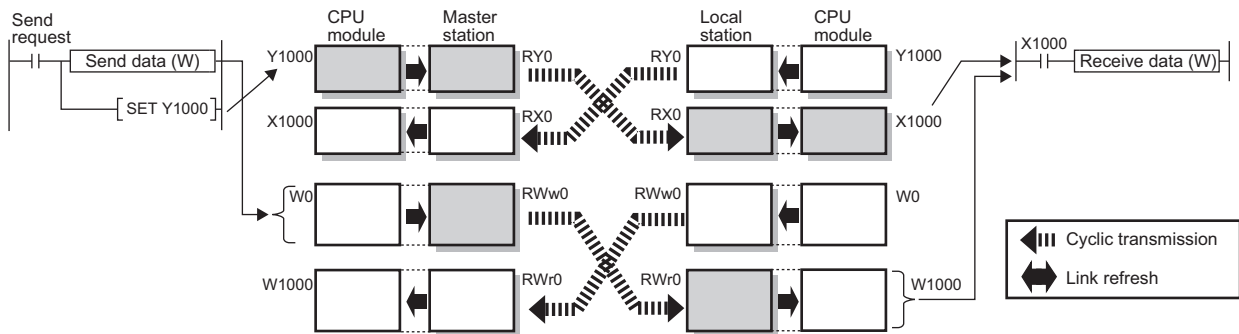 Send
request
Send data (W)
SET Y1000
CPU
module
Master
station
Local
station
CPU
module
Y1000
RY0
RY0
Y1000
X1000
RX0
RX0
X1000
W0
RWw0
RWw0
W0
W1000
RWr0
RWr0
W1000
X1000
Receive data (W)
Cyclic transmission
Link refresh